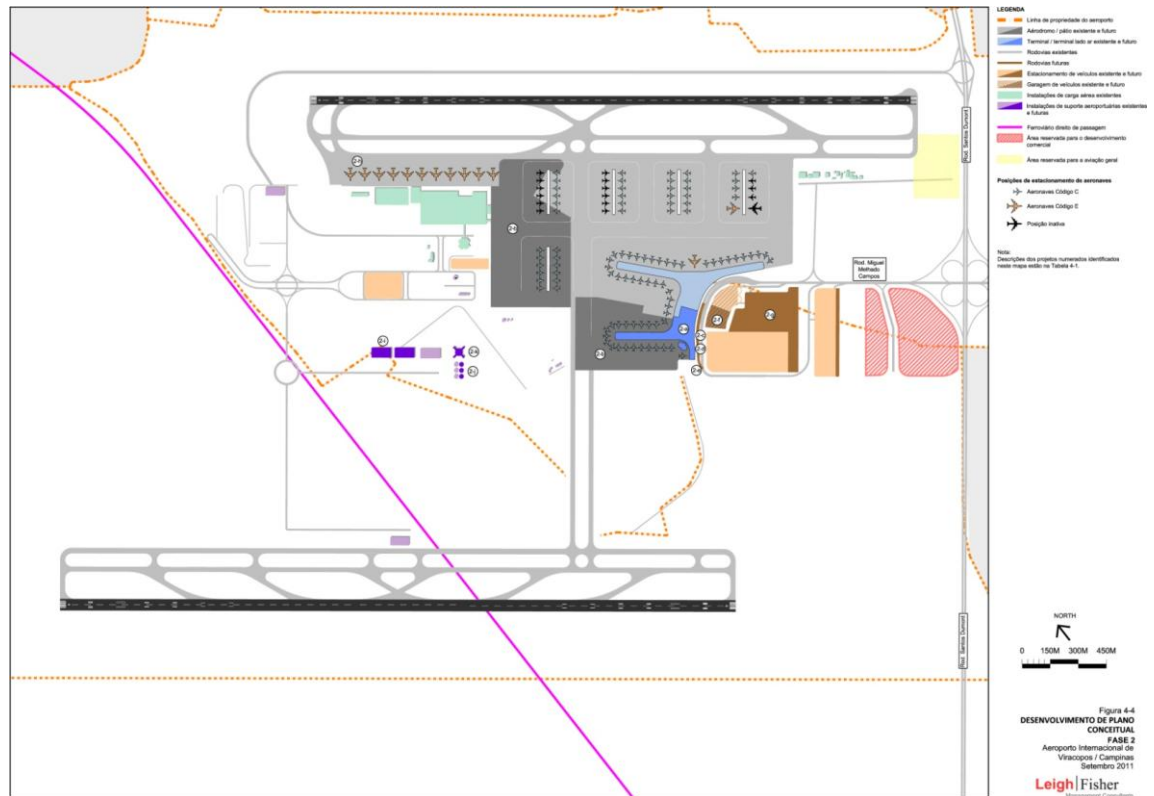 LEGENDA
Linha de propriedade do aeroporto
Aérodromo / pátio existente e futuro
Terminal / terminal lado ar existente e futuro
Rodovias existentes
Rodovias futuras
Estacionamento de veículos existente e futuro
Garagem de veículos existente e futuro
Instalações de carga aérea existentes
Instalações de suporte aeroportuárias existentes
e futuras
Ferroviário direito de passagem
Área reservada para o desenvolvimento
comercial
Área reservada para a aviação geral
Posições de estacionamento de aeronaves
Aeronaves Código C
Aeronaves Código E
Posição inativa
Nota:
Descrições dos projetos numerados identificados
neste mapa estão na Tabela 4-1.
Rod. Santos Dumont
Rod. Miguel
Melhado
Campos
Rod. Santos Dumont
NORTH
0 150M 300M 450M
Figura 4-4
DESENVOLVIMENTO DE PLANO
CONCEITUAL
FASE 2
Aeroporto Internacional de
Viracopos / Campinas
Setembro 2011
Leigh|Fisher
Management Consultants